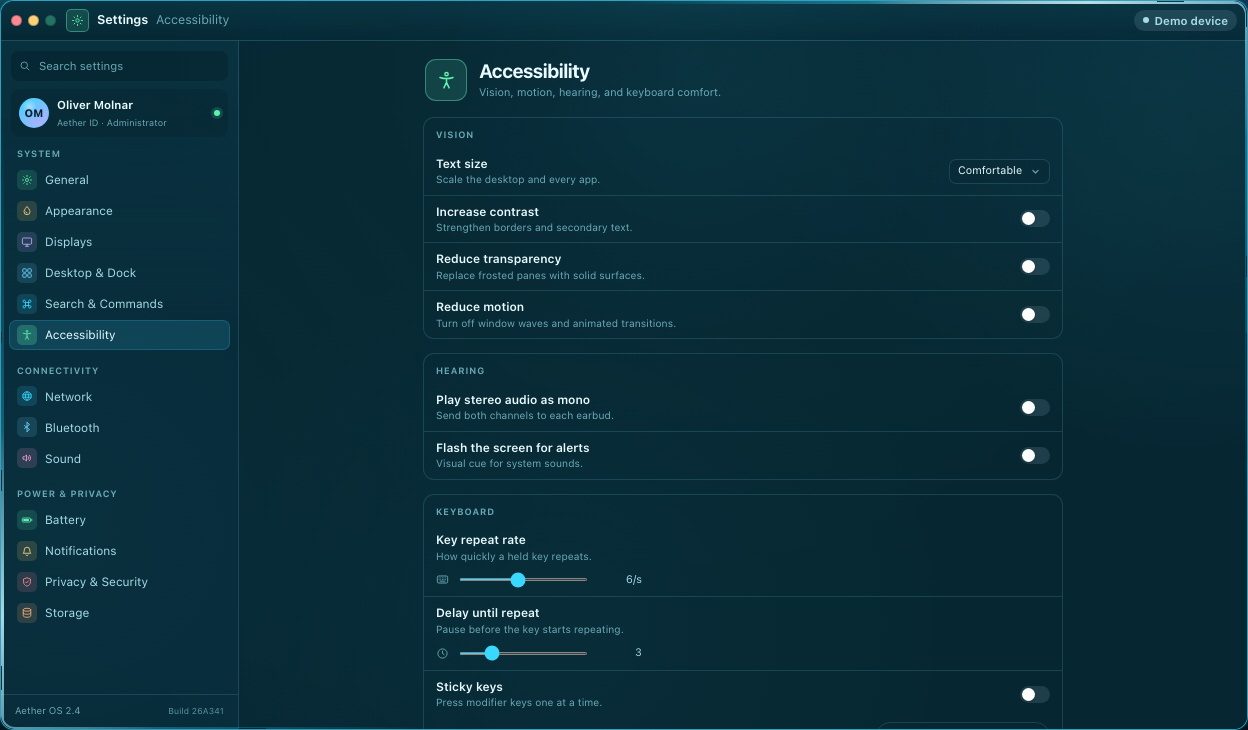 Settings Accessibility
Demo device
Search settings
OM
Oliver Molnar
Aether ID · Administrator
SYSTEM
General
Appearance
Displays
Desktop & Dock
Search & Commands
Accessibility
CONNECTIVITY
Network
Bluetooth
Sound
POWER & PRIVACY
Battery
Notifications
Privacy & Security
Storage
Aether OS 2.4
Build 26A341
Accessibility
Vision, motion, hearing, and keyboard comfort.
VISION
Text size
Scale the desktop and every app.
Comfortable
Increase contrast
Strengthen borders and secondary text.
Reduce transparency
Replace frosted panes with solid surfaces.
Reduce motion
Turn off window waves and animated transitions.
HEARING
Play stereo audio as mono
Send both channels to each earbud.
Flash the screen for alerts
Visual cue for system sounds.
KEYBOARD
Key repeat rate
How quickly a held key repeats.
6/s
Delay until repeat
Pause before the key starts repeating.
3
Sticky keys
Press modifier keys one at a time.